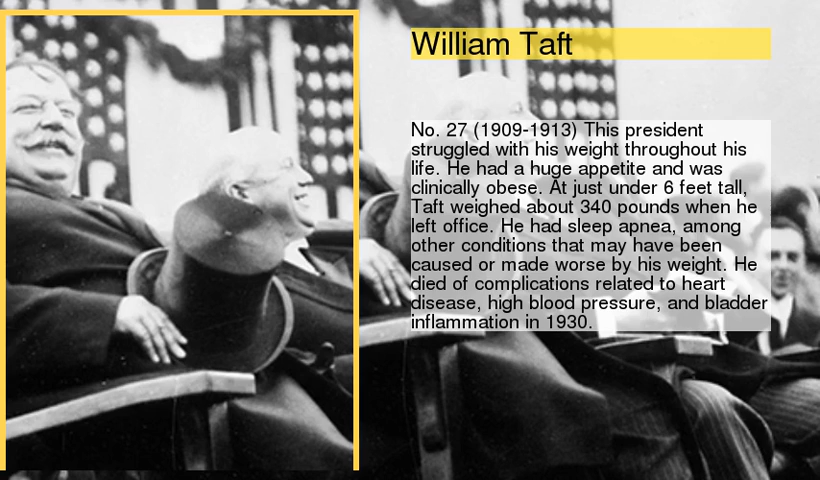 William Taft
No. 27 (1909-1913) This president
struggled with his weight throughout his
life. He had a huge appetite and was
clinically obese. At just under 6 feet tall,
Taft weighed about 340 pounds when he
left office. He had sleep apnea, among
other conditions that may have been
caused or made worse by his weight. He
died of complications related to heart
disease, high blood pressure, and bladder
inflammation in 1930.